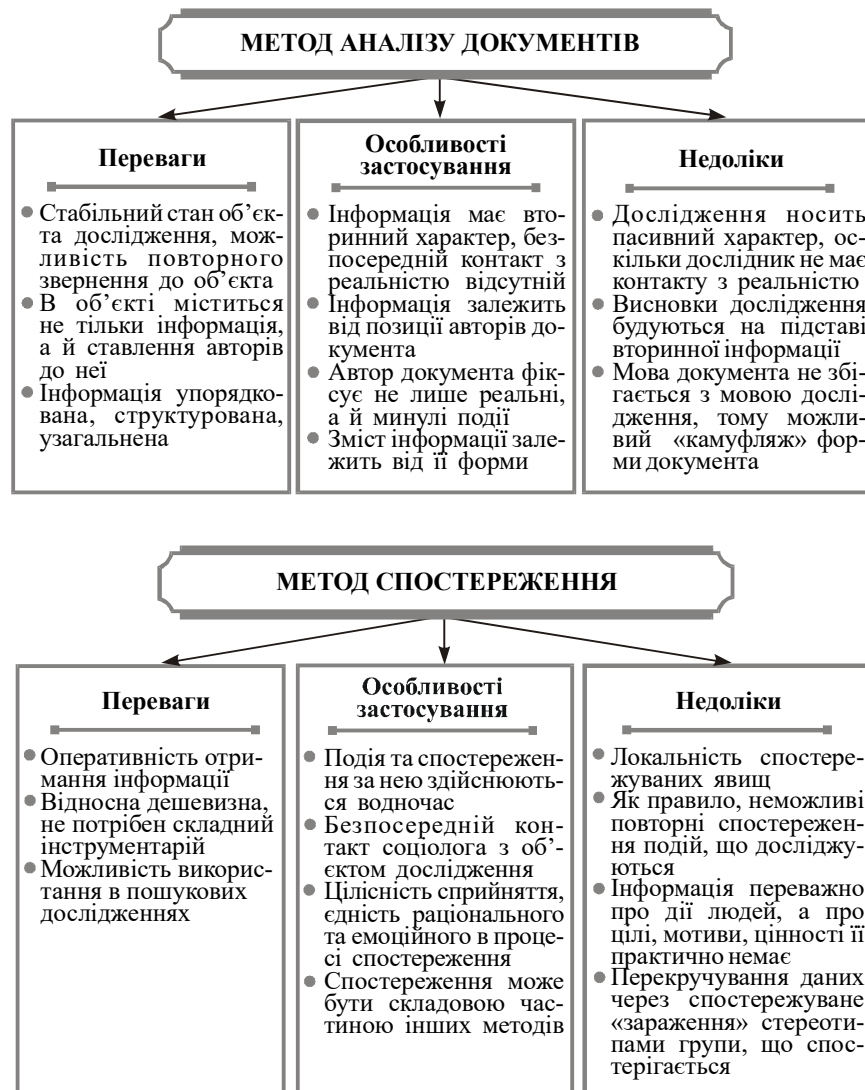 МЕТОД АНАЛІЗУ ДОКУМЕНТІВ
Переваги
Стабільний стан об’єк-
та дослідження, мож-
ливість повторного
звернення до об’єкта
В об’єкті міститься
не тільки інформація,
а й ставлення авторів
до неї
Інформація упорядко-
вана, структурована,
узагальнена
Особливості
застосування
Інформація має вто-
ринний характер, без-
посередній контакт з
реальністю відсутній
Інформація залежить
від позиції авторів до-
кумента
Автор документа фік-
сує не лише реальні,
а й минулі події
Зміст інформації зале-
жить від її форми
Недоліки
Дослідження носить
пасивний характер, ос-
кільки дослідник не має
контакту з реальністю
Висновки дослідження
будуються на підставі
вторинної інформації
Мова документа не збі-
гається з мовою дослі-
дження, тому можли-
вий «камуфляж» фор-
ми документа
МЕТОД СПОСТЕРЕЖЕННЯ
Переваги
Оперативність отри-
мання інформації
Відносна дешевизна,
не потрібен складний
інструментарій
Можливість викорис-
тання в пошукових
дослідженнях
Особливості
застосування
Подія та спостережен-
ня за нею здійснюють-
ся водночас
Безпосередній кон-
такт соціолога з об’-
єктом дослідження
Цілісність сприйняття,
єдність раціонального
та емоційного в проце-
сі спостереження
Спостереження може
бути складовою час-
тиною інших методів
Недоліки
Локальність спостере-
жуваних явищ
Як правило, неможливі
повторні спостережен-
ня подій, що досліджу-
ються
Інформація переважно
про дії людей, а про
цілі, мотиви, цінності її
практично немає
Перекручування даних
через спостережуване
«зараження» стереоти-
пами групи, що спос-
терігається